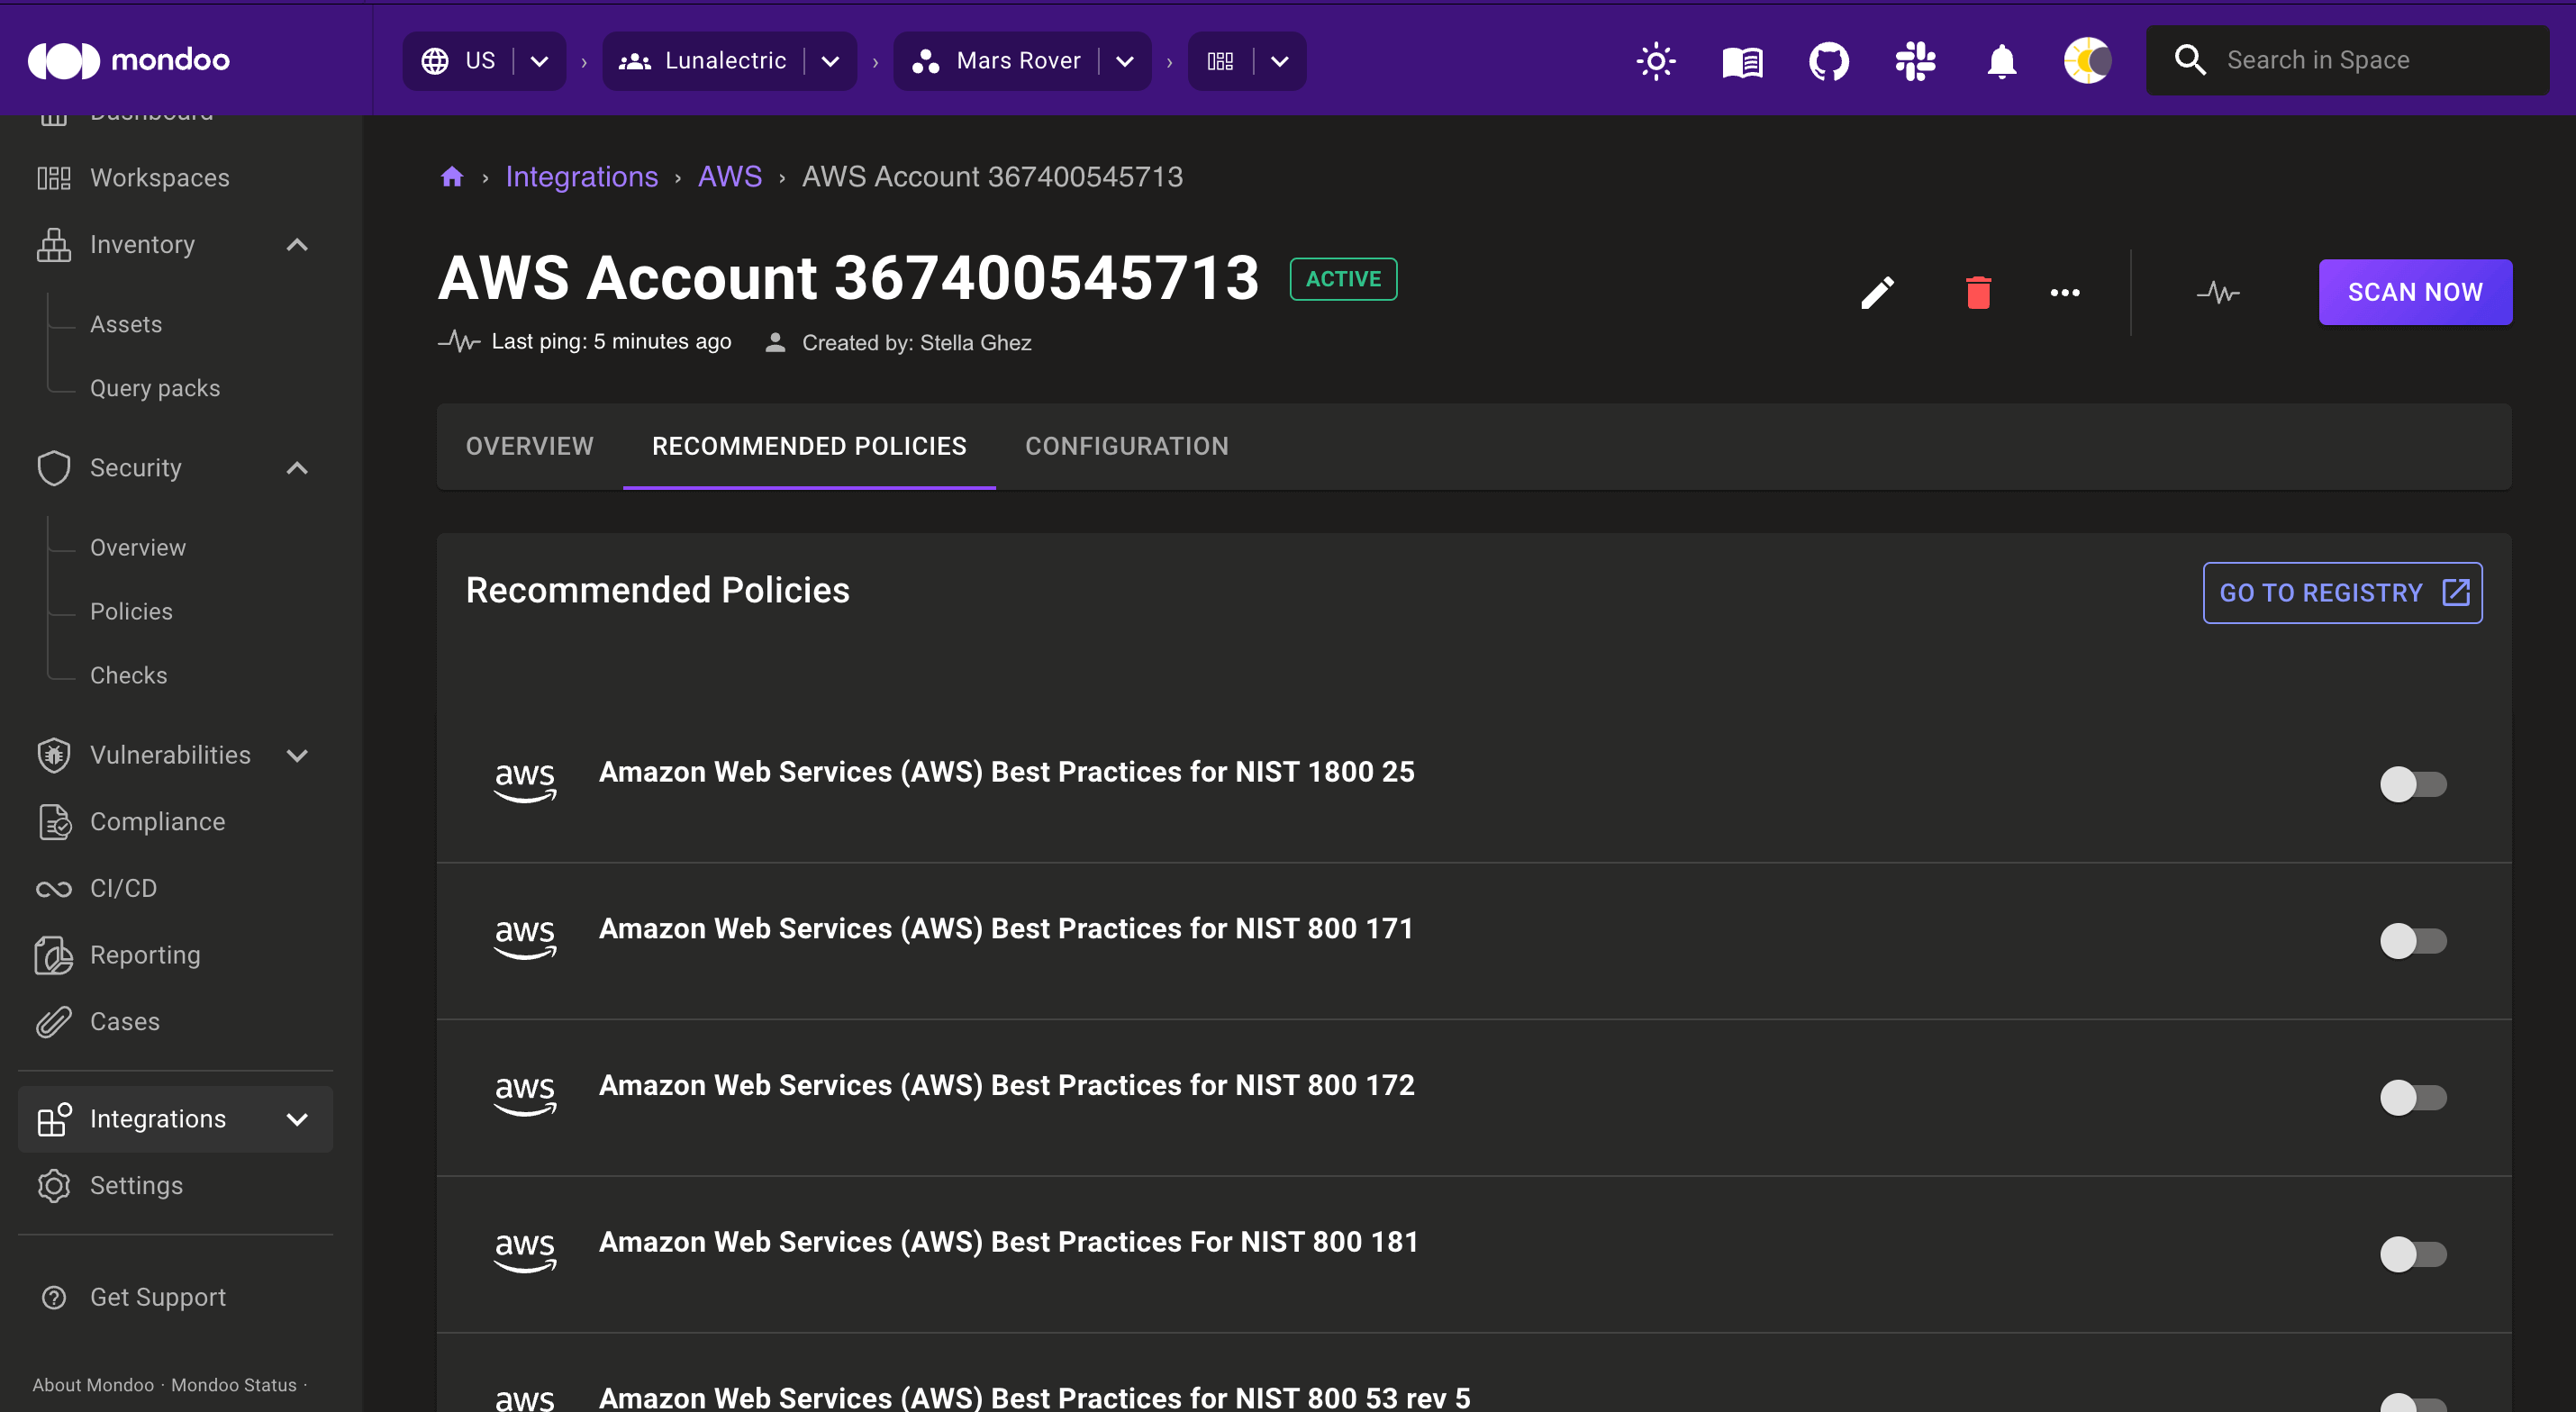 mondoo
US
Lunalectric
Mars Rover
Search in Space
Dashboard
Workspaces
Inventory
Assets
Query packs
Security
Overview
Policies
Checks
Vulnerabilities
Compliance
CI/CD
Reporting
Cases
Integrations
Settings
Get Support
About Mondoo · Mondoo Status ·
Integrations › AWS › AWS Account 367400545713
AWS Account 367400545713
ACTIVE
Last ping: 5 minutes ago
Created by: Stella Ghez
SCAN NOW
OVERVIEW
RECOMMENDED POLICIES
CONFIGURATION
Recommended Policies
GO TO REGISTRY
aws
Amazon Web Services (AWS) Best Practices for NIST 1800 25
aws
Amazon Web Services (AWS) Best Practices for NIST 800 171
aws
Amazon Web Services (AWS) Best Practices for NIST 800 172
aws
Amazon Web Services (AWS) Best Practices For NIST 800 181
aws
Amazon Web Services (AWS) Best Practices for NIST 800 53 rev 5